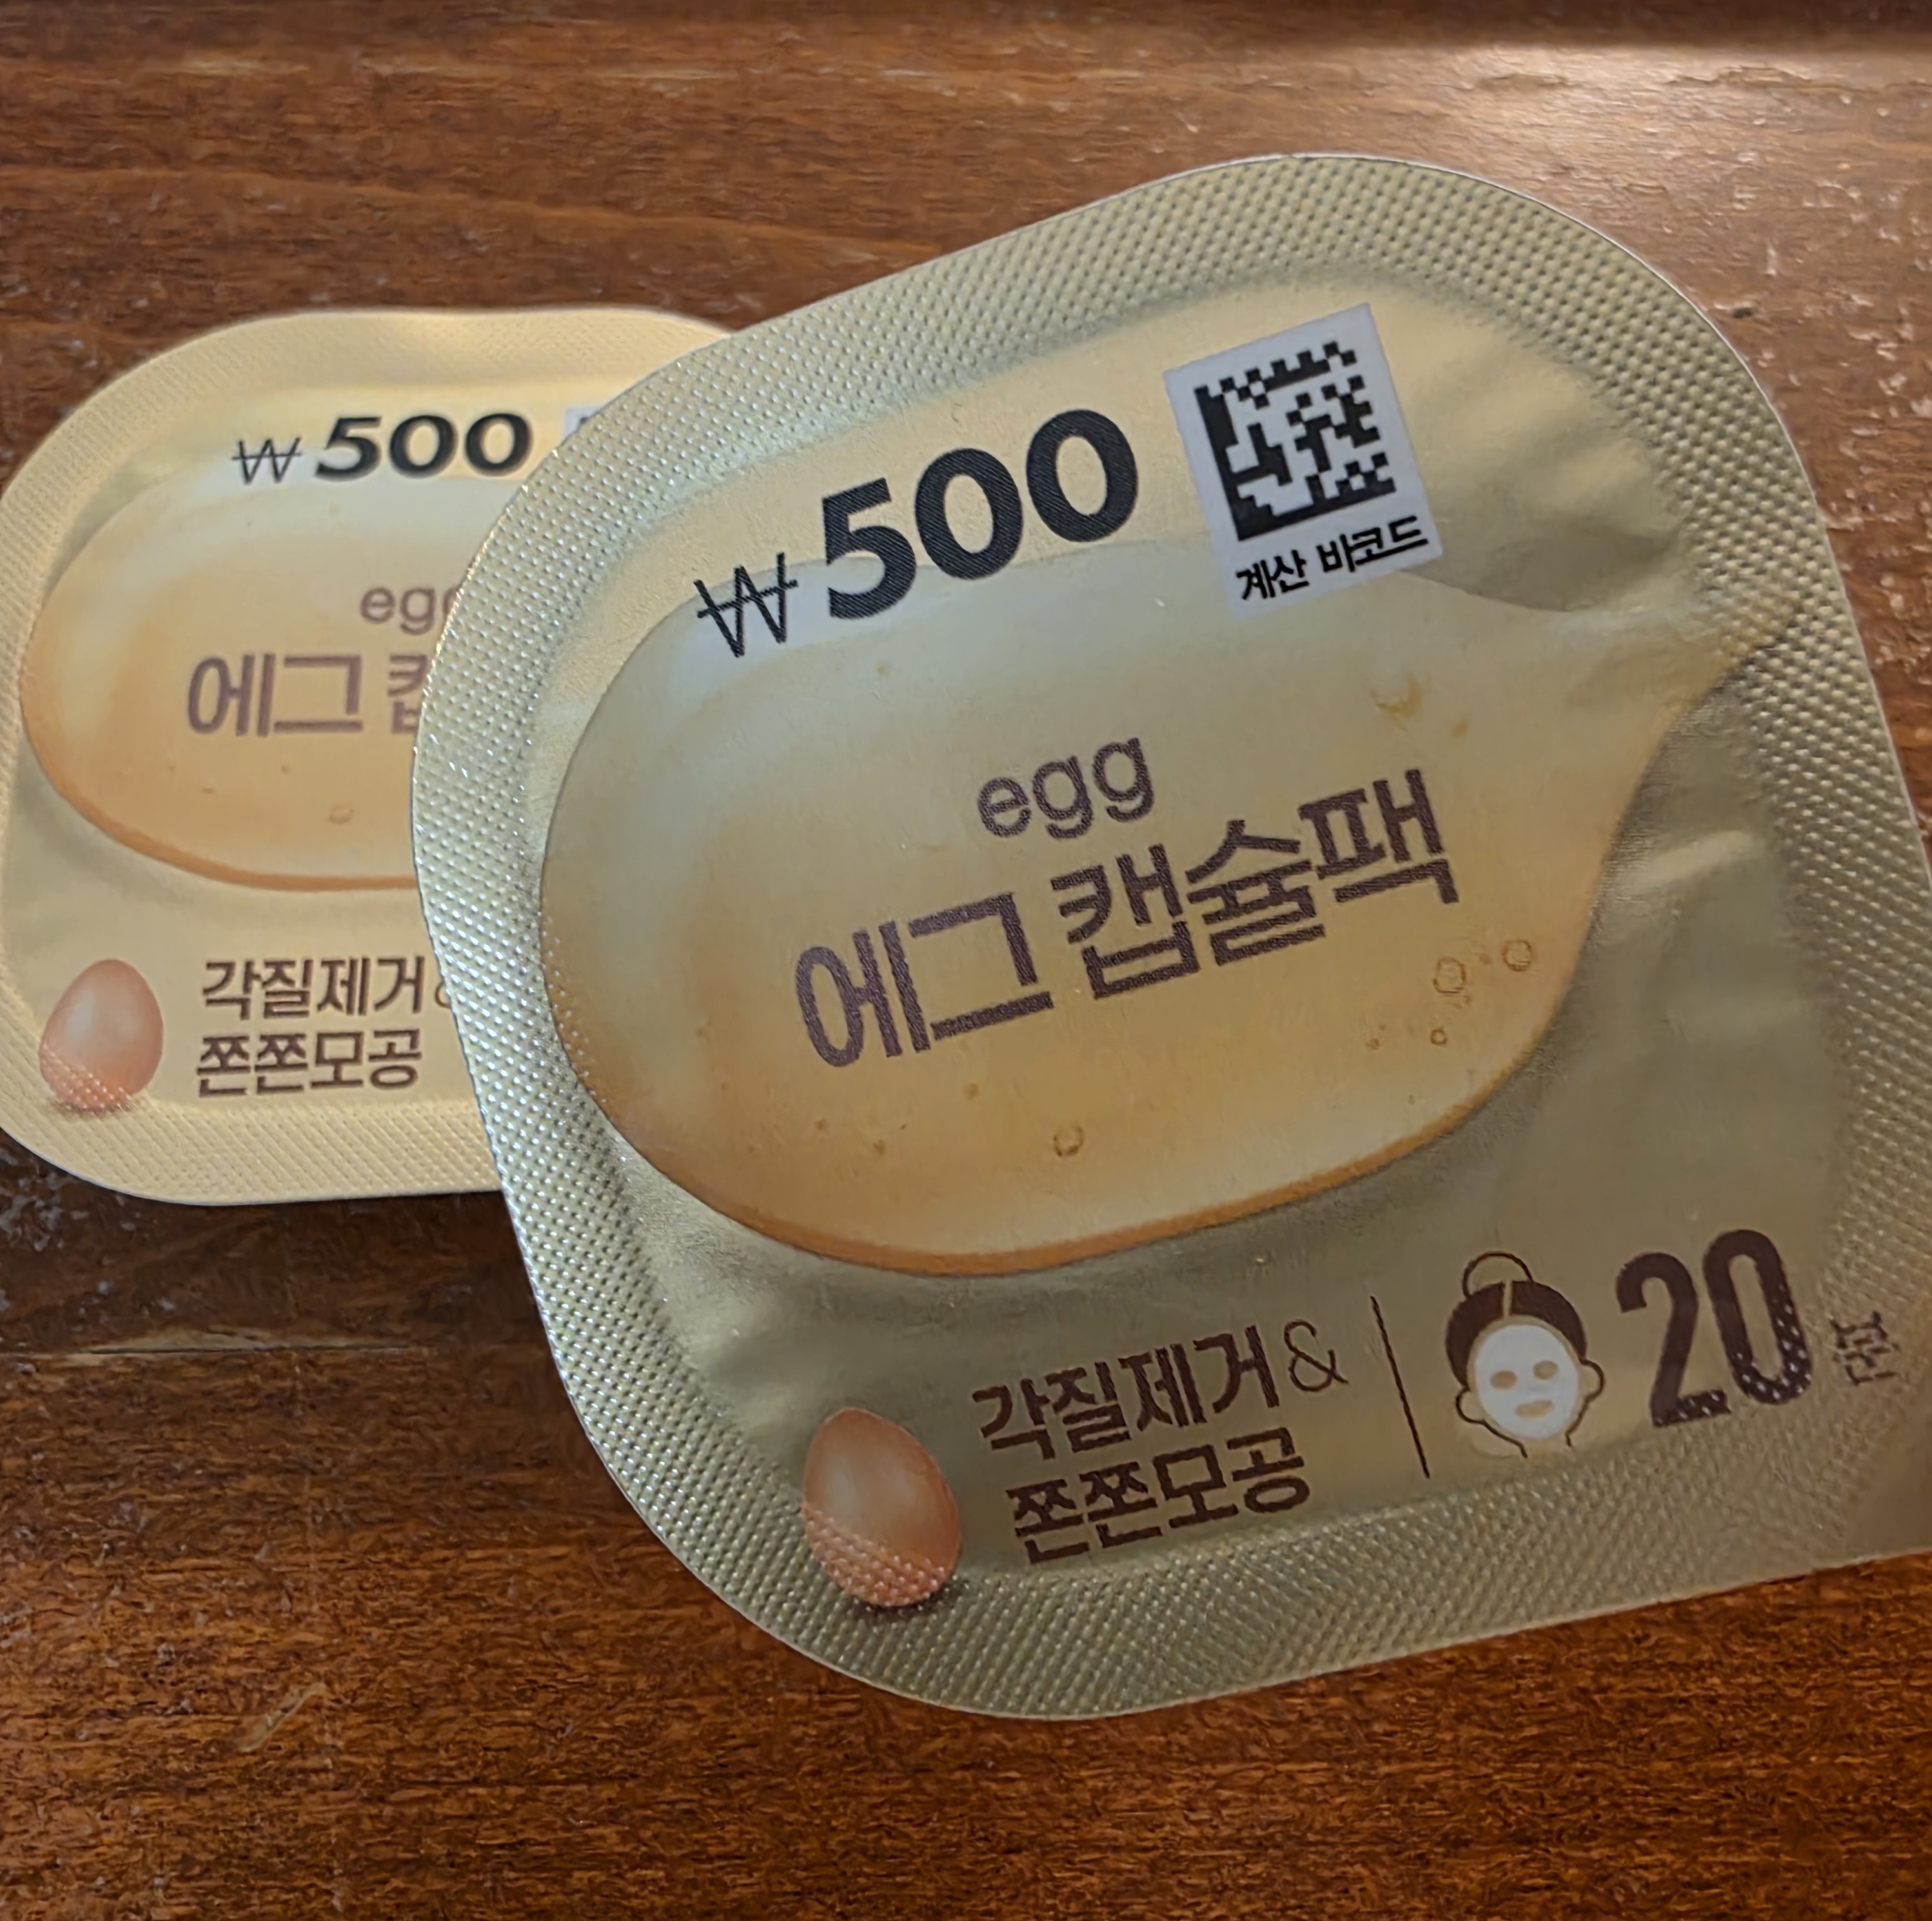 ₩500
egg
에그 캡
각질제거&
쫀쫀모공
₩500
계산 바코드
egg
에그 캡슐팩
각질제거&
쫀쫀모공
20분